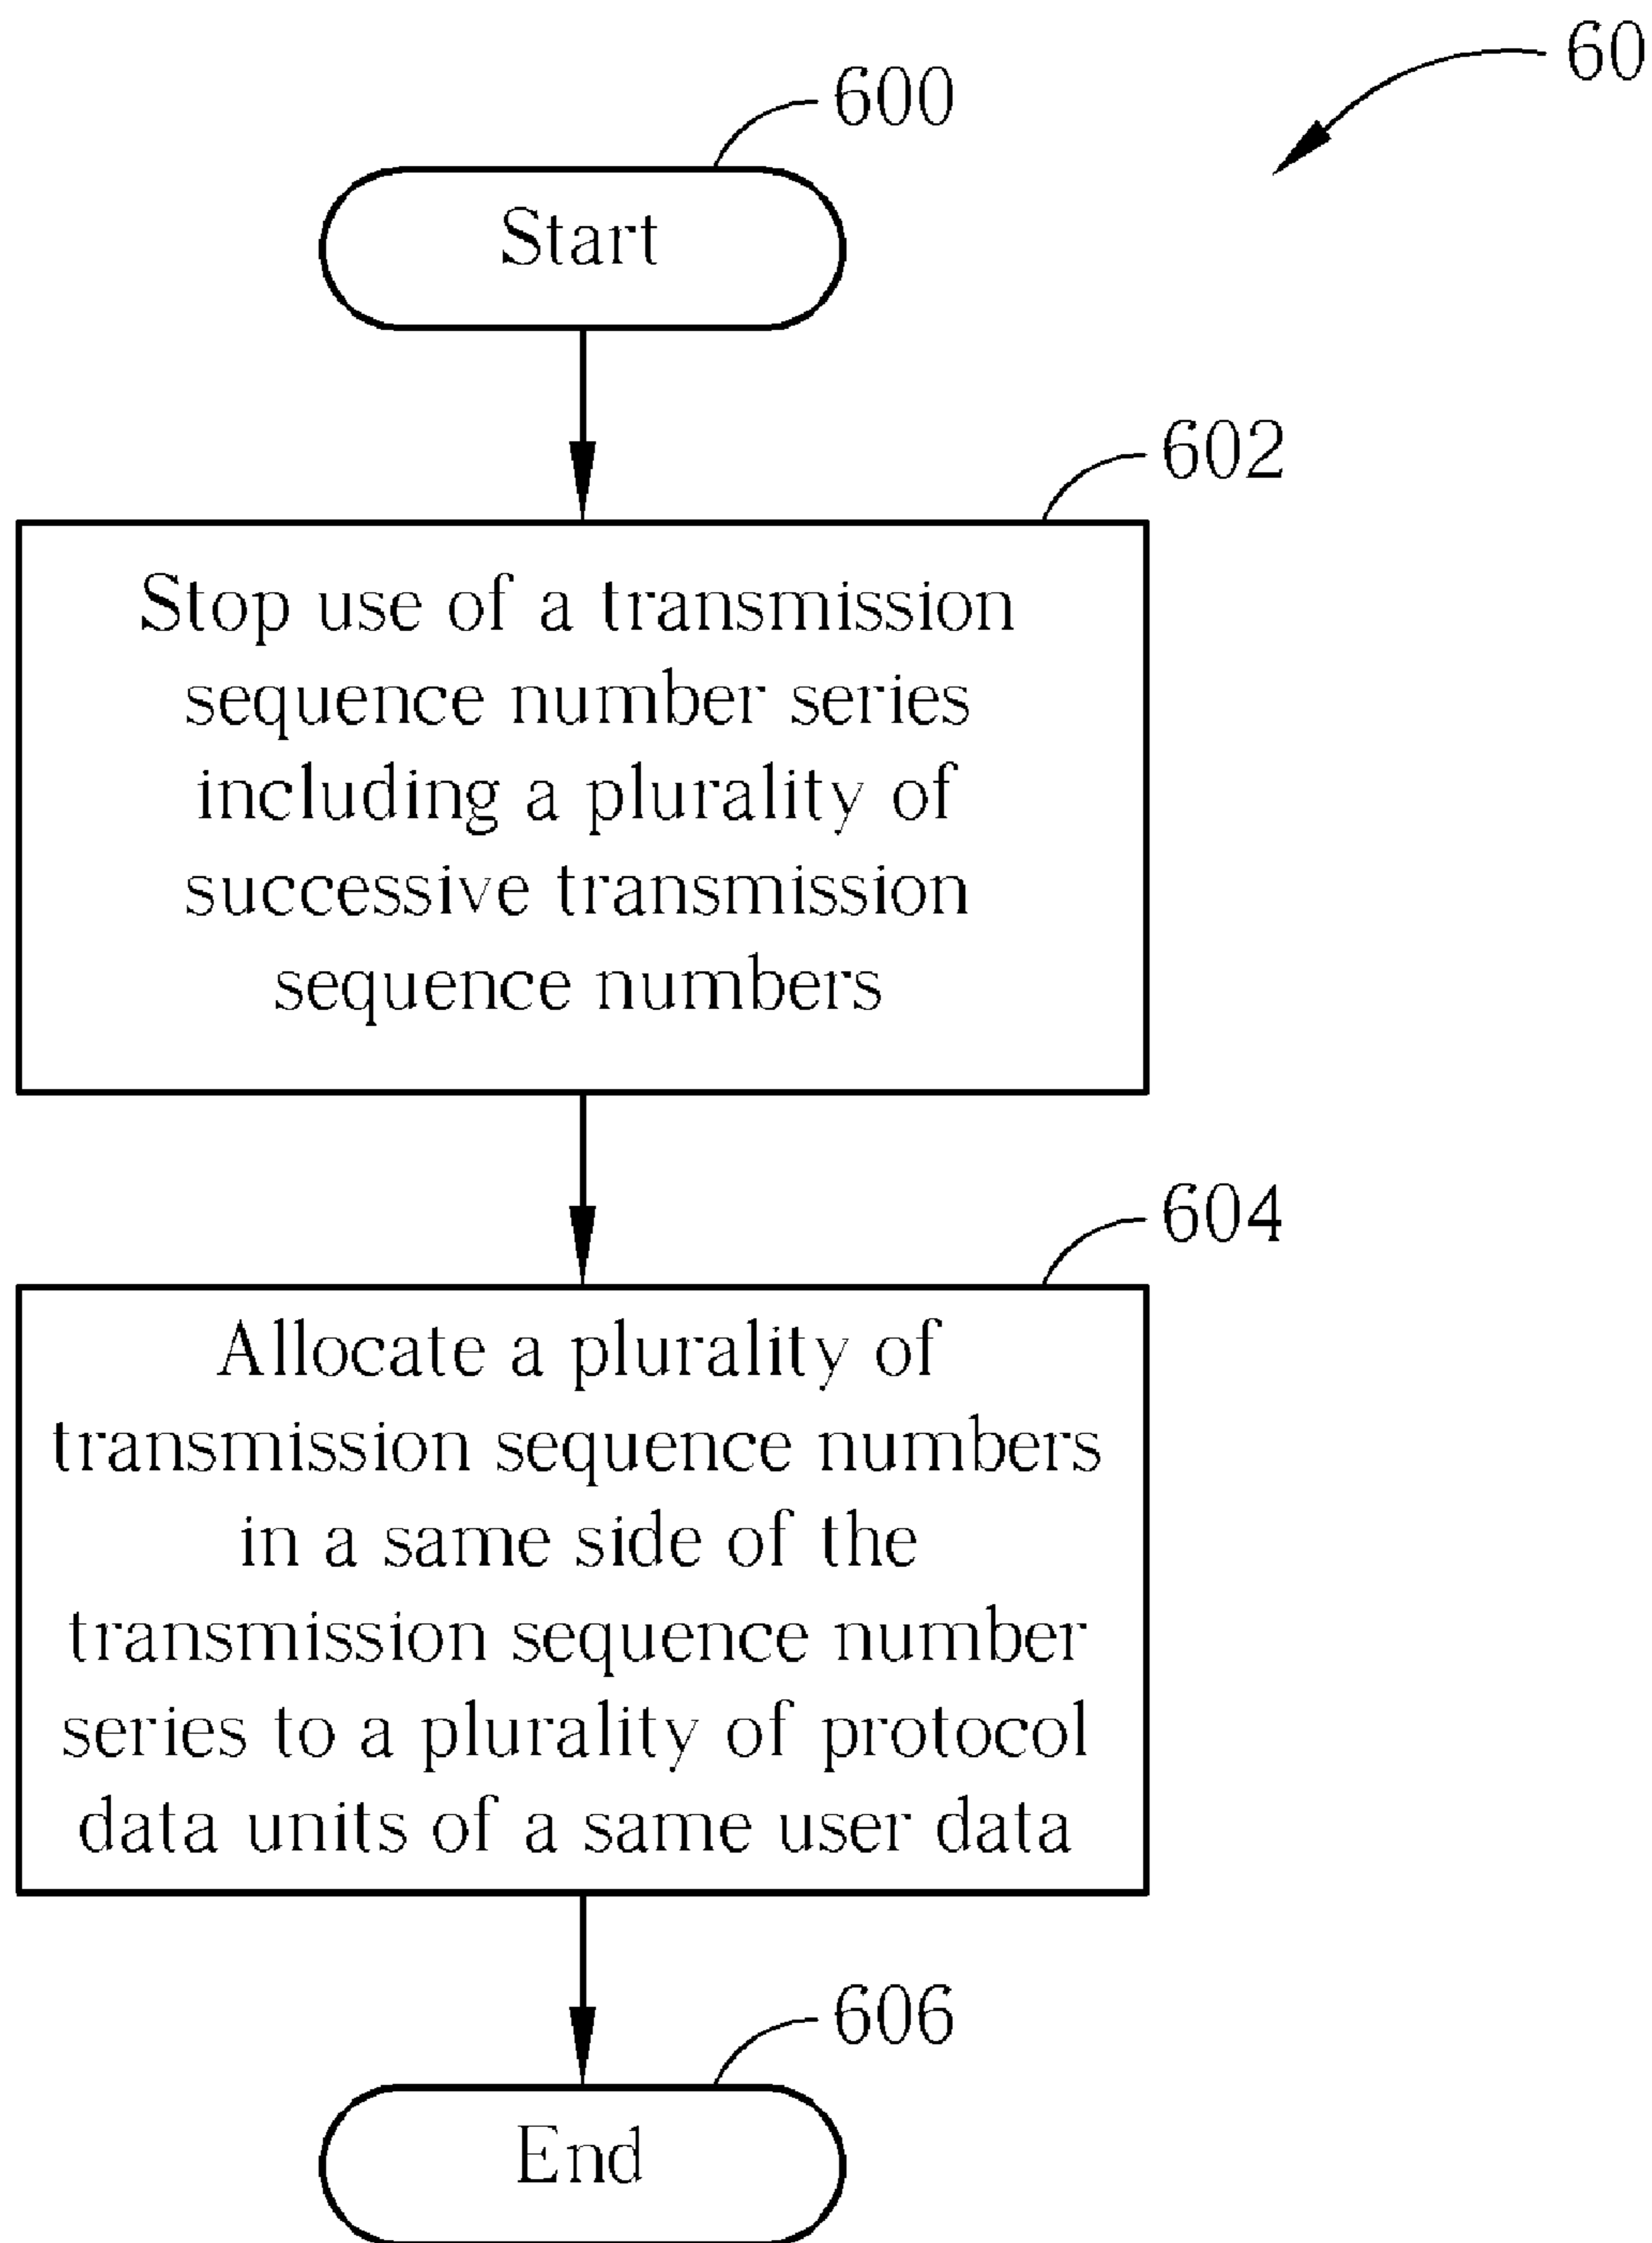 60
600
Start
602
Stop use of a transmission
sequence number series
including a plurality of
successive transmission
sequence numbers
604
Allocate a plurality of
transmission sequence numbers
in a same side of the
transmission sequence number
series to a plurality of protocol
data units of a same user data
606
End